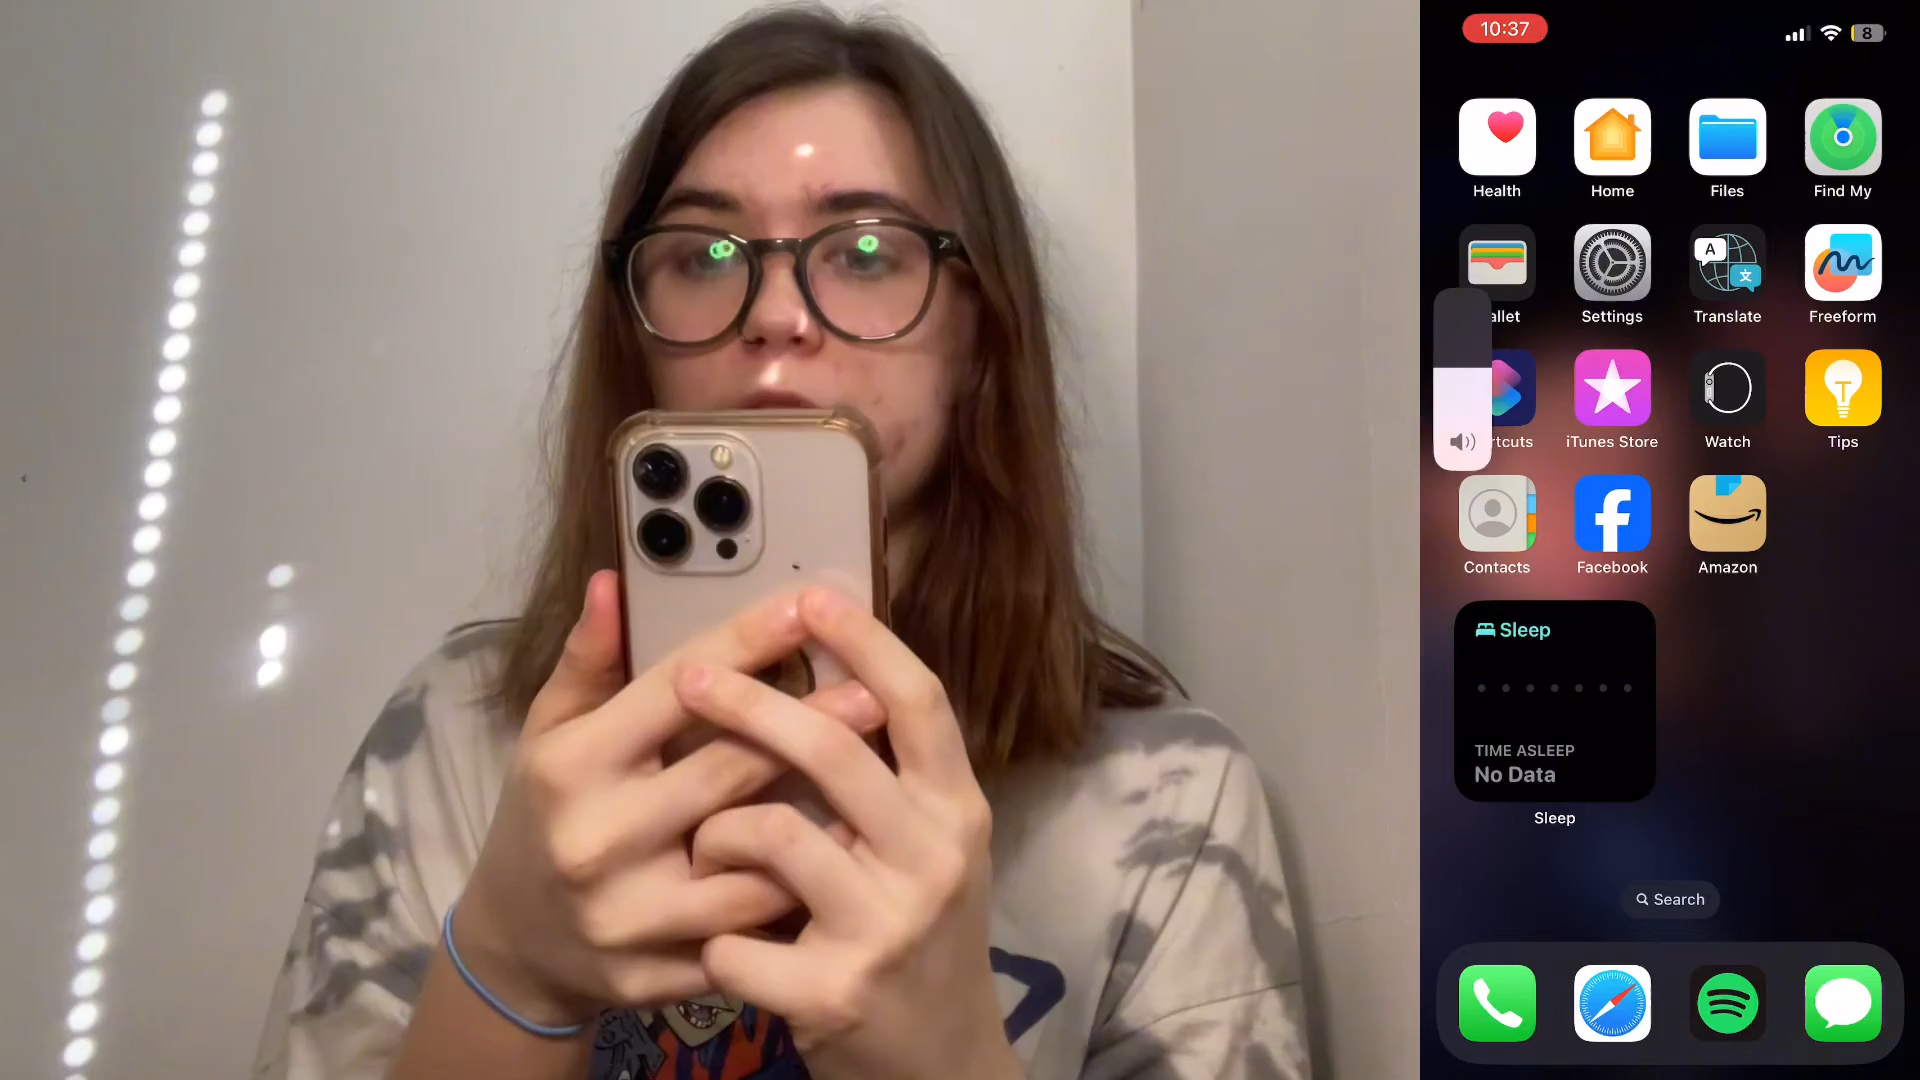 10:37
8
Health
Home
Files
Find My
allet
Settings
Translate
Freeform
rtcuts
iTunes Store
Watch
Tips
Contacts
Facebook
Amazon
Sleep
TIME ASLEEP
No Data
Sleep
Search